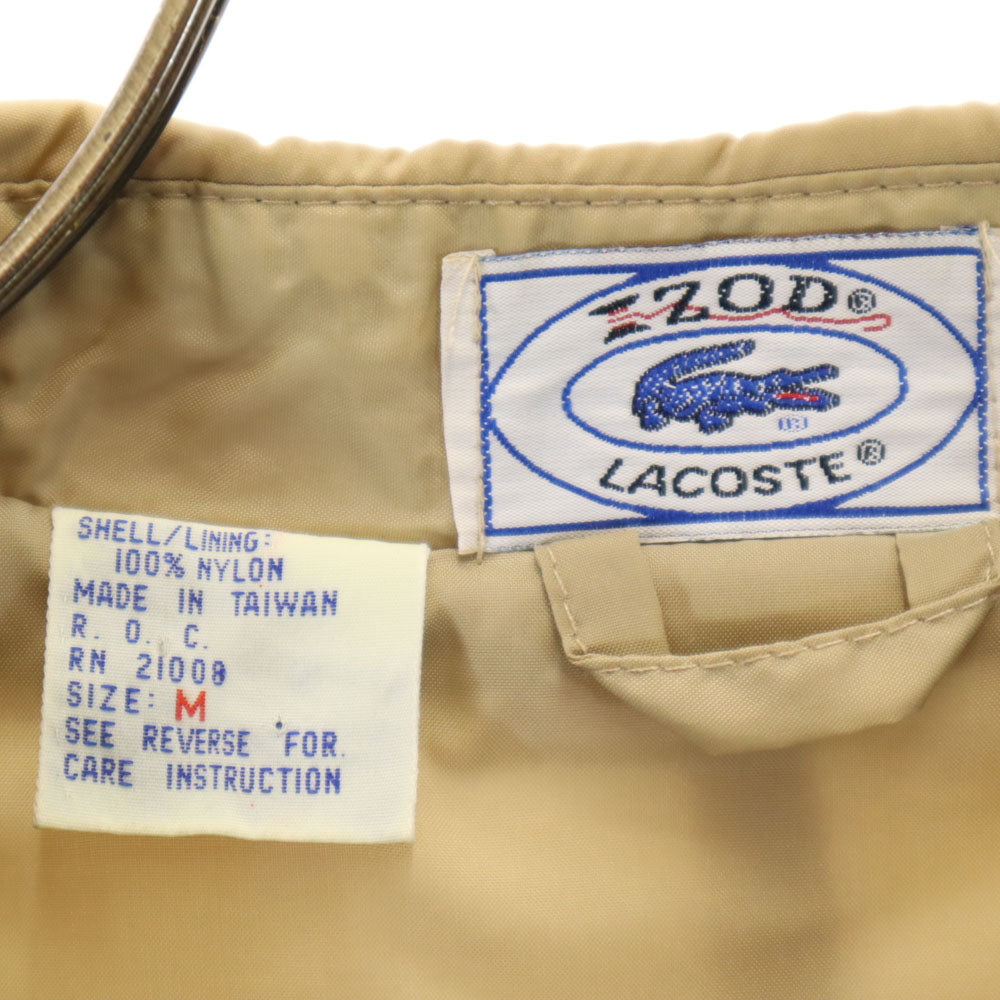 IZOD®
®
LACOSTE®
SHELL/LINING:
100% NYLON
MADE IN TAIWAN
R. O. C.
RN 21008
SIZE: M
SEE REVERSE FOR.
CARE INSTRUCTION